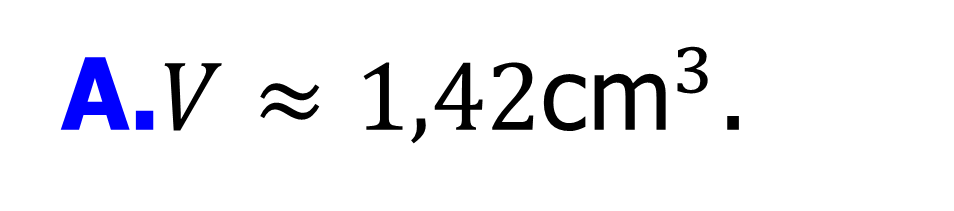 A. V ≈ 1,42cm³.